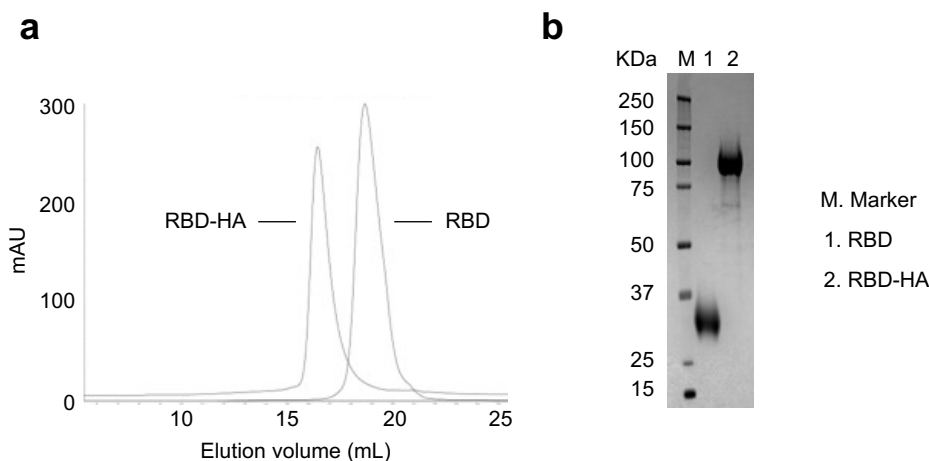 a
300
200
100
0
mAU
RBD-HA
RBD
10 15 20 25
Elution volume (mL)
b
KDa M 1 2
250
150
100
75
50
37
25
15
M. Marker
1. RBD
2. RBD-HA